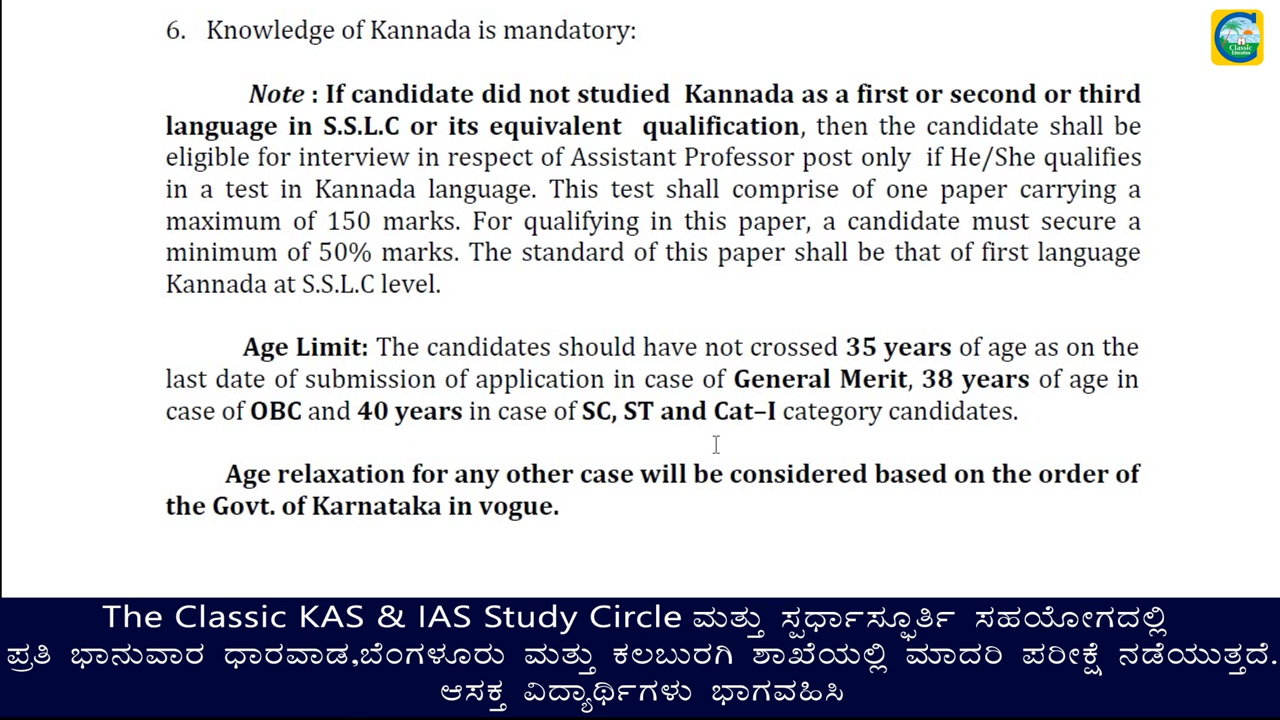 Classic
Education
6. Knowledge of Kannada is mandatory:
Note : If candidate did not studied Kannada as a first or second or third
language in S.S.L.C or its equivalent qualification, then the candidate shall be
eligible for interview in respect of Assistant Professor post only if He/She qualifies
in a test in Kannada language. This test shall comprise of one paper carrying a
maximum of 150 marks. For qualifying in this paper, a candidate must secure a
minimum of 50% marks. The standard of this paper shall be that of first language
Kannada at S.S.L.C level.
Age Limit: The candidates should have not crossed 35 years of age as on the
last date of submission of application in case of General Merit, 38 years of age in
case of OBC and 40 years in case of SC, ST and Cat–I category candidates.
Age relaxation for any other case will be considered based on the order of
the Govt. of Karnataka in vogue.
The Classic KAS & IAS Study Circle ಮತ್ತು ಸ್ಪರ್ಧಾಸ್ಫೂರ್ತಿ ಸಹಯೋಗದಲ್ಲಿ
ಪ್ರತಿ ಭಾನುವಾರ ಧಾರವಾಡ,ಬೆಂಗಳೂರು ಮತ್ತು ಕಲಬುರಗಿ ಶಾಖೆಯಲ್ಲಿ ಮಾದರಿ ಪರೀಕ್ಷೆ ನಡೆಯುತ್ತದೆ.
ಆಸಕ್ತ ವಿದ್ಯಾರ್ಥಿಗಳು ಭಾಗವಹಿಸಿ